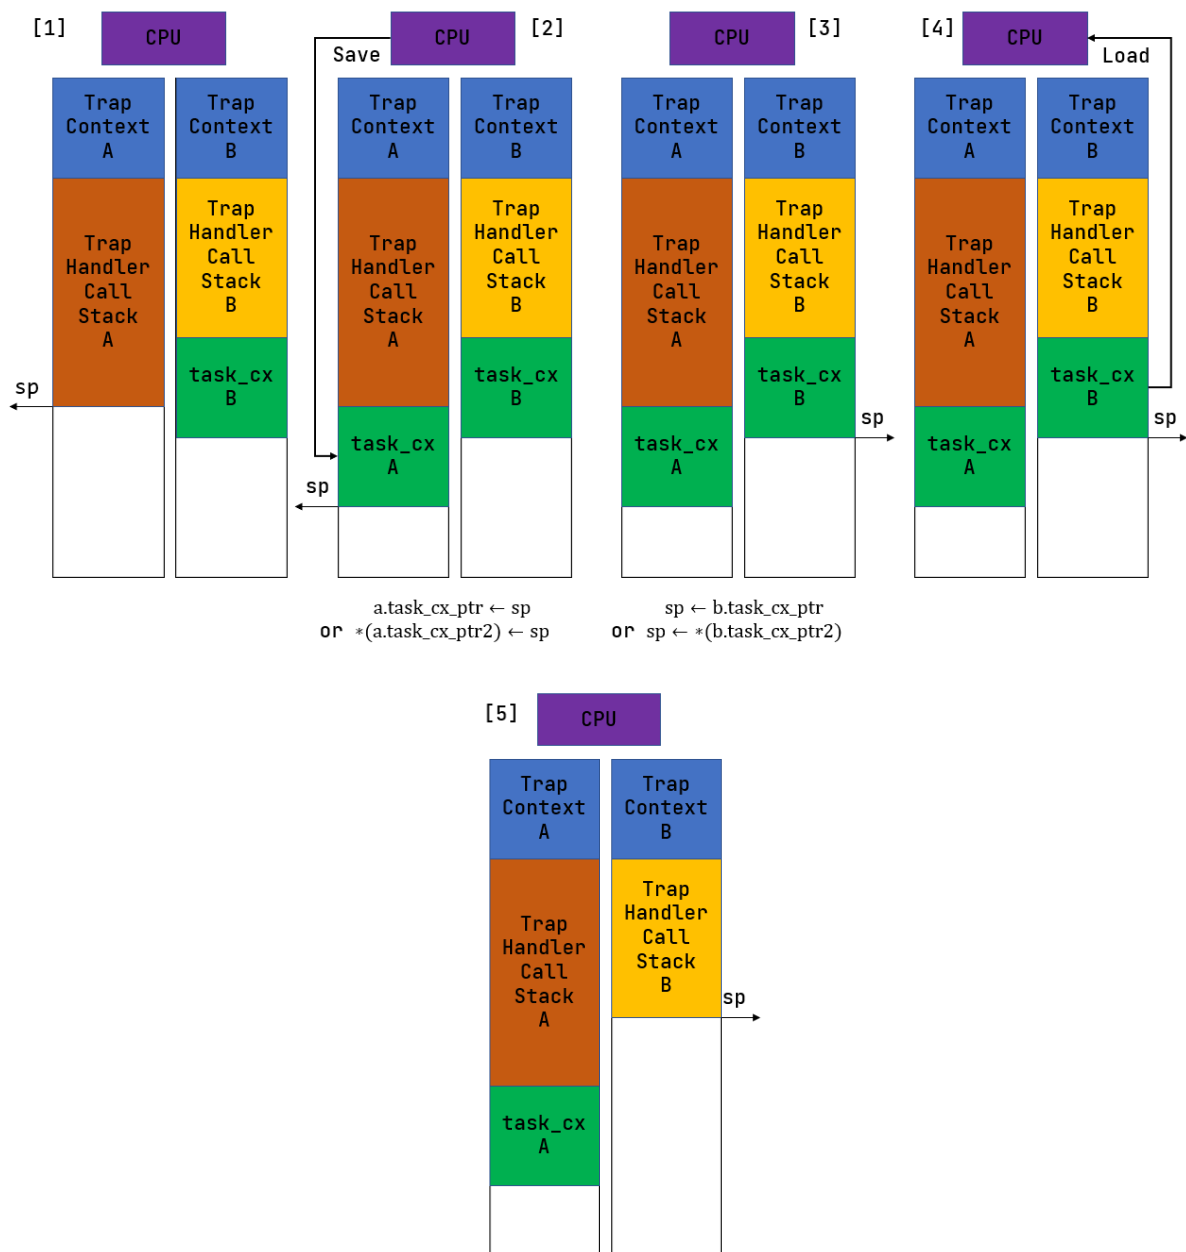 [1]
CPU
Trap
Context
A
Trap
Context
B
Trap
Handler
Call
Stack
A
Trap
Handler
Call
Stack
B
task_cx
B
sp
[2]
CPU
Save
Trap
Context
A
Trap
Context
B
Trap
Handler
Call
Stack
A
Trap
Handler
Call
Stack
B
task_cx
B
task_cx
A
sp
a.task_cx_ptr ← sp
or *(a.task_cx_ptr2) ← sp
[3]
CPU
Trap
Context
A
Trap
Context
B
Trap
Handler
Call
Stack
A
Trap
Handler
Call
Stack
B
task_cx
B
sp
task_cx
A
sp ← b.task_cx_ptr
or sp ← *(b.task_cx_ptr2)
[4]
CPU
Load
Trap
Context
A
Trap
Context
B
Trap
Handler
Call
Stack
A
Trap
Handler
Call
Stack
B
task_cx
B
sp
task_cx
A
[5]
CPU
Trap
Context
A
Trap
Context
B
Trap
Handler
Call
Stack
A
Trap
Handler
Call
Stack
B
sp
task_cx
A